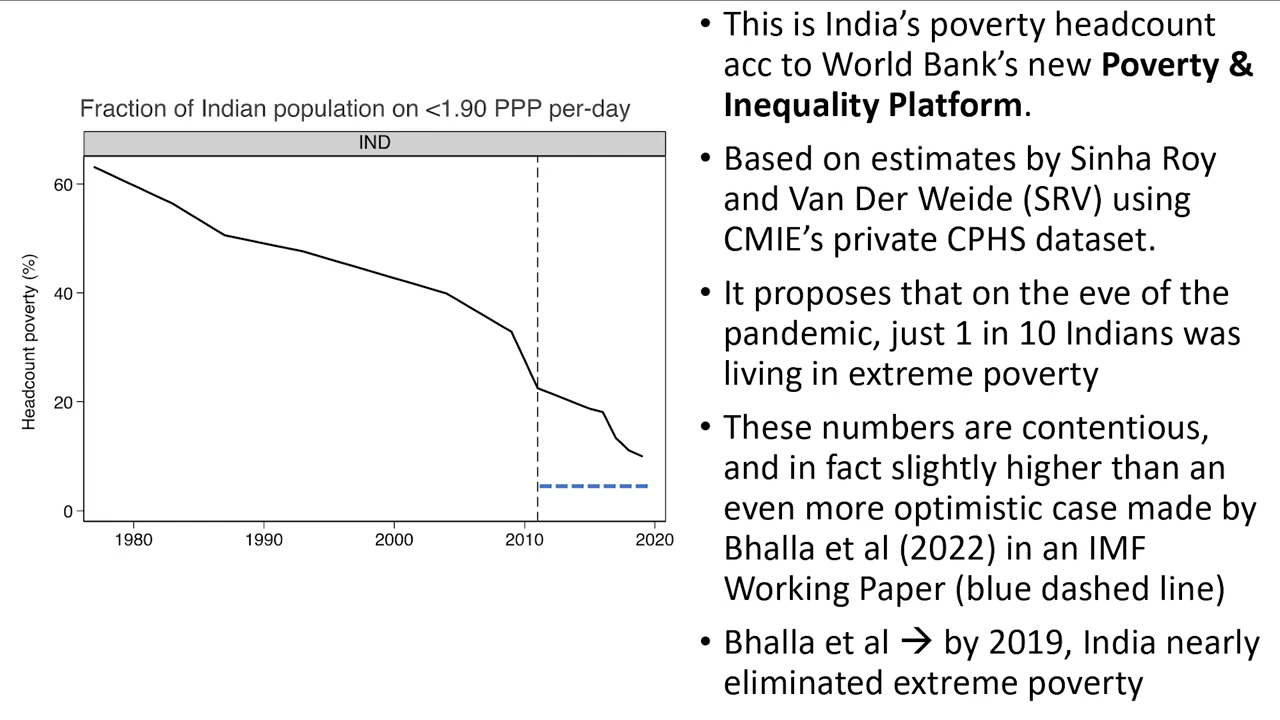 Fraction of Indian population on <1.90 PPP per-day
IND
Headcount poverty (%)
60
40
20
0
1980
1990
2000
2010
2020
• This is India’s poverty headcount
acc to World Bank’s new Poverty &
Inequality Platform.
• Based on estimates by Sinha Roy
and Van Der Weide (SRV) using
CMIE’s private CPHS dataset.
• It proposes that on the eve of the
pandemic, just 1 in 10 Indians was
living in extreme poverty
• These numbers are contentious,
and in fact slightly higher than an
even more optimistic case made by
Bhalla et al (2022) in an IMF
Working Paper (blue dashed line)
• Bhalla et al → by 2019, India nearly
eliminated extreme poverty